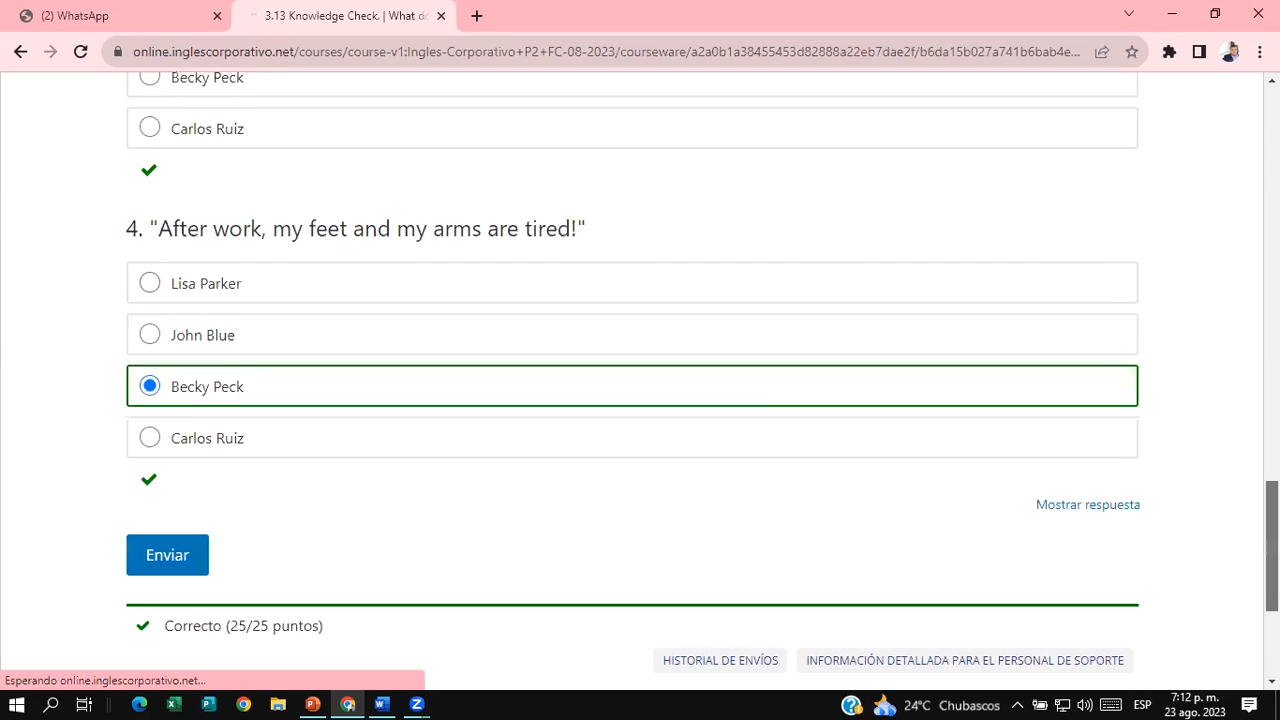 (2) WhatsApp
3.13 Knowledge Check. | What do
online.inglescorporativo.net/courses/course-v1:Ingles-Corporativo+P2+FC-08-2023/courseware/a2a0b1a38455453d82888a22eb7dae2f/b6da15b027a741b6bab4e...
Becky Peck
Carlos Ruiz
4. "After work, my feet and my arms are tired!"
Lisa Parker
John Blue
Becky Peck
Carlos Ruiz
Mostrar respuesta
Enviar
Correcto (25/25 puntos)
HISTORIAL DE ENVÍOS
INFORMACIÓN DETALLADA PARA EL PERSONAL DE SOPORTE
Esperando online.inglescorporativo.net...
24°C Chubascos
ESP
7:12 p. m.
23 ago. 2023